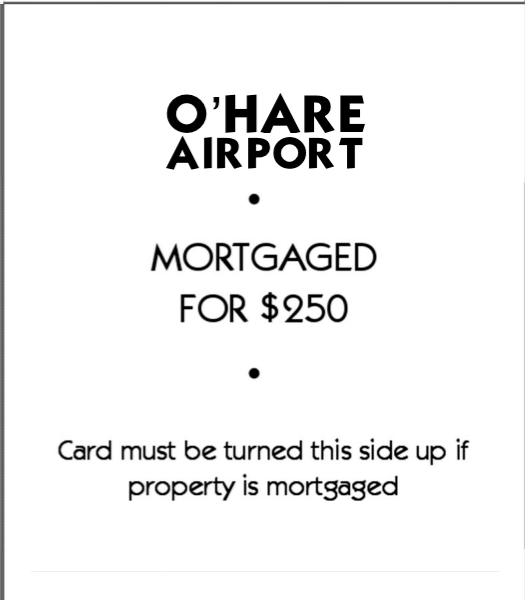 O'HARE
AIRPORT
•
MORTGAGED
FOR $250
•
Card must be turned this side up if
property is mortgaged